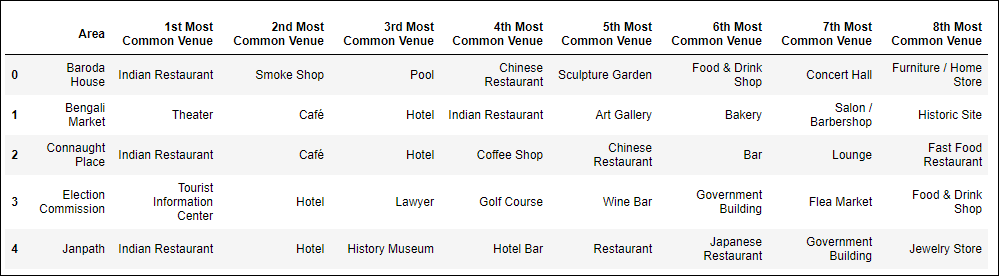 Area 1st Most Common Venue 2nd Most Common Venue 3rd Most Common Venue 4th Most Common Venue 5th Most Common Venue 6th Most Common Venue 7th Most Common Venue 8th Most Common Venue
0 Baroda House Indian Restaurant Smoke Shop Pool Chinese Restaurant Sculpture Garden Food & Drink Shop Concert Hall Furniture / Home Store
1 Bengali Market Theater Café Hotel Indian Restaurant Art Gallery Bakery Salon / Barbershop Historic Site
2 Connaught Place Indian Restaurant Café Hotel Coffee Shop Chinese Restaurant Bar Lounge Fast Food Restaurant
3 Election Commission Tourist Information Center Hotel Lawyer Golf Course Wine Bar Government Building Flea Market Food & Drink Shop
4 Janpath Indian Restaurant Hotel History Museum Hotel Bar Restaurant Japanese Restaurant Government Building Jewelry Store